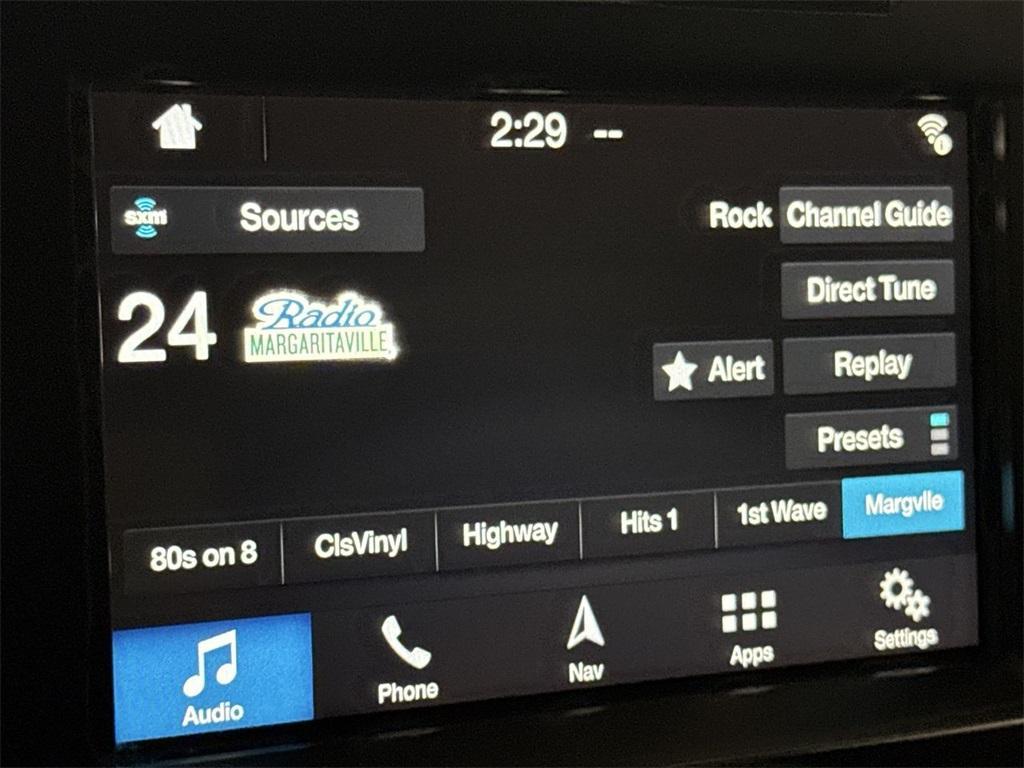 2:29 --
sxm Sources
Rock Channel Guide
24 Radio MARGARITAVILLE
Direct Tune
Alert Replay
Presets
80s on 8 ClsVinyl Highway Hits 1 1st Wave Margvlle
Audio Phone Nav Apps Settings